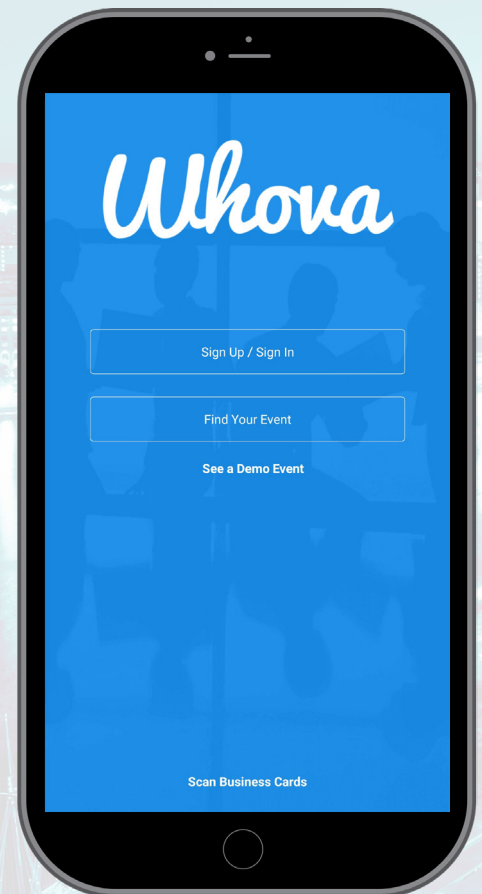 Whova
Sign Up / Sign In
Find Your Event
See a Demo Event
Scan Business Cards